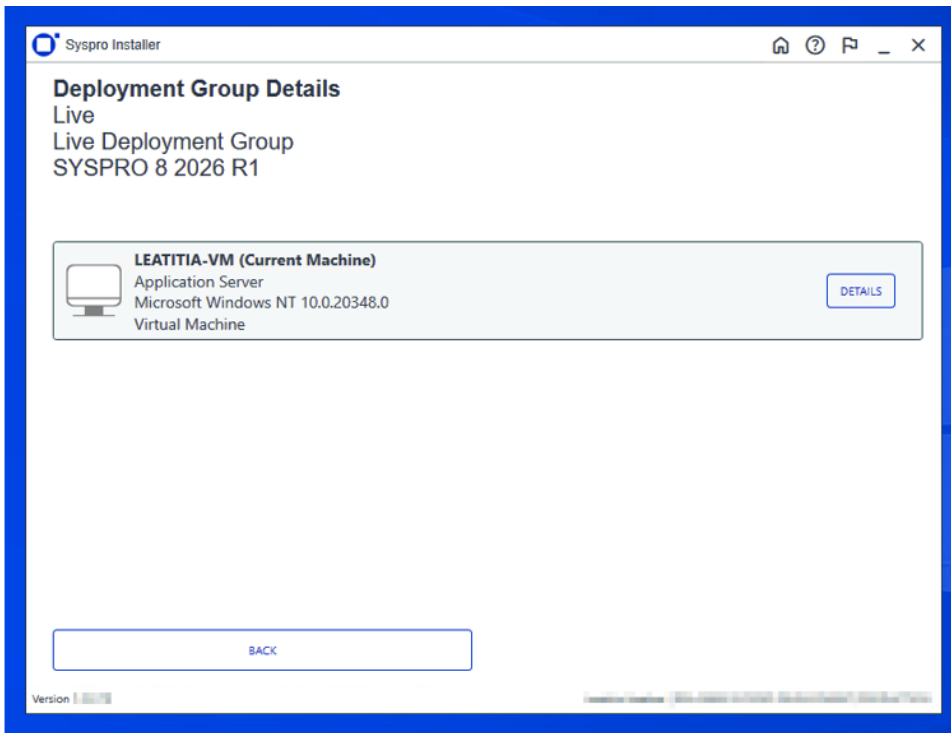 Syspro Installer
Deployment Group Details
Live
Live Deployment Group
SYSPRO 8 2026 R1
LEATITIA-VM (Current Machine)
Application Server
Microsoft Windows NT 10.0.20348.0
Virtual Machine
DETAILS
BACK
Version